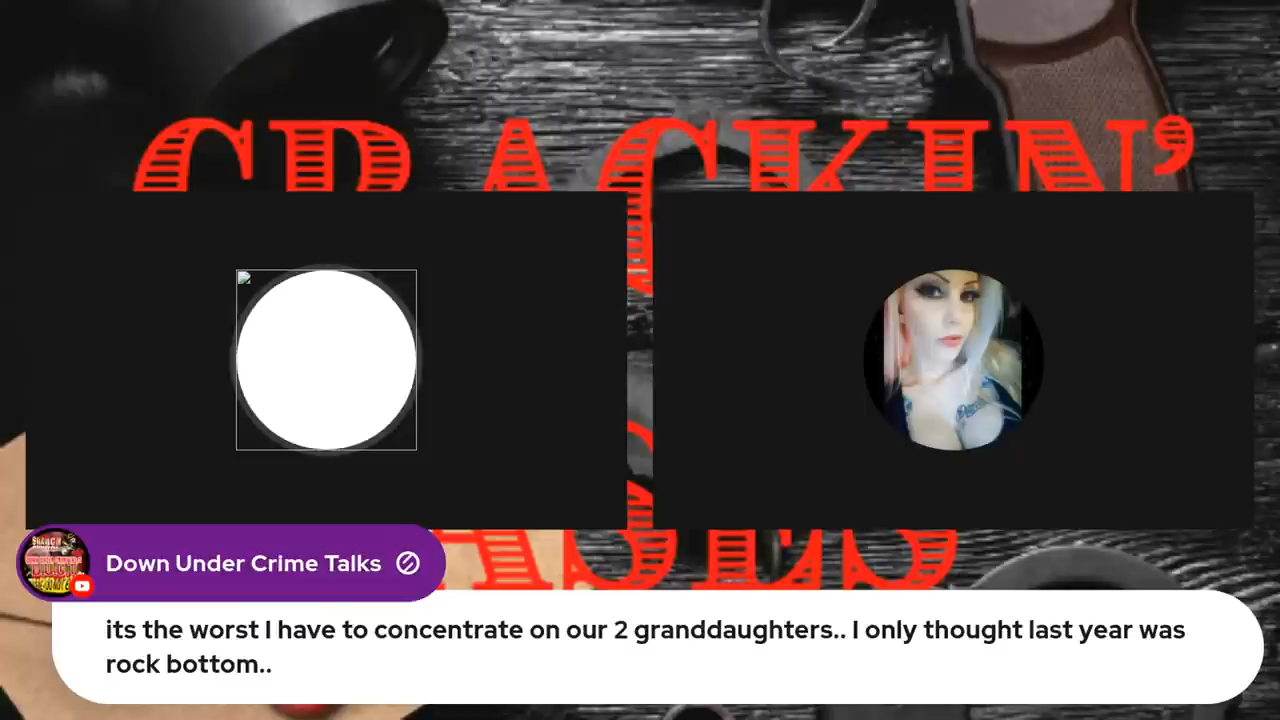 CRACKIN'
Down Under Crime Talks
its the worst I have to concentrate on our 2 granddaughters.. I only thought last year was
rock bottom..